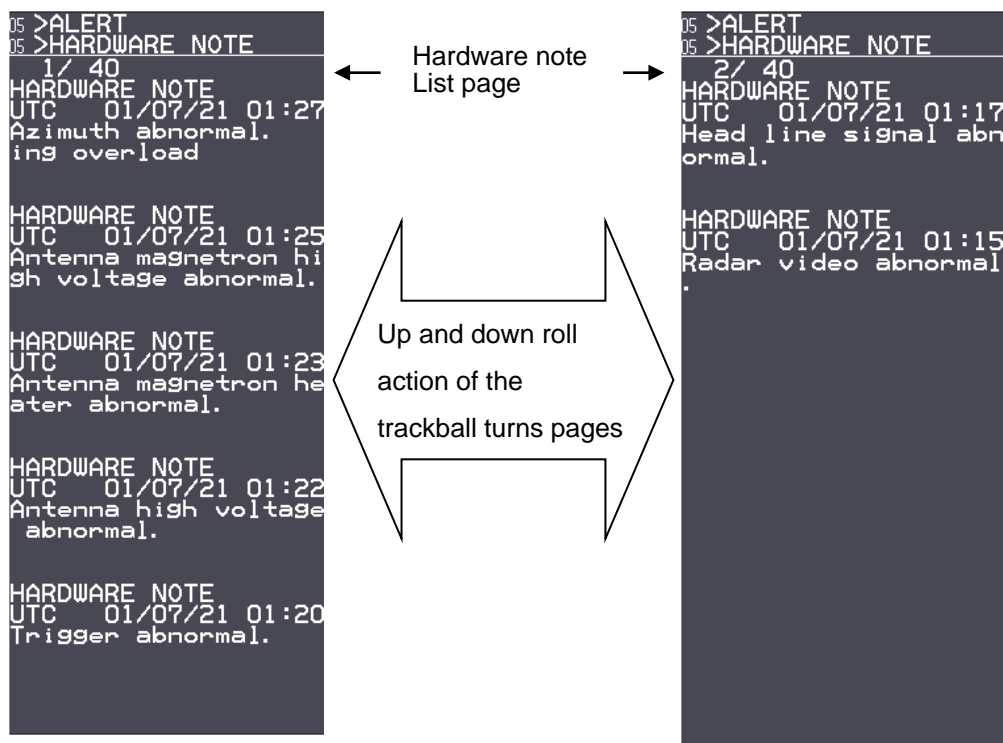 05 >ALERT
05 >HARDWARE NOTE
1/ 40
HARDWARE NOTE
UTC 01/07/21 01:27
Azimuth abnormal.
ing overload
HARDWARE NOTE
UTC 01/07/21 01:25
Antenna magnetron hi
gh voltage abnormal.
HARDWARE NOTE
UTC 01/07/21 01:23
Antenna magnetron he
ater abnormal.
HARDWARE NOTE
UTC 01/07/21 01:22
Antenna high voltage
abnormal.
HARDWARE NOTE
UTC 01/07/21 01:20
Trigger abnormal.
Hardware note
List page
Up and down roll
action of the
trackball turns pages
05 >ALERT
05 >HARDWARE NOTE
2/ 40
HARDWARE NOTE
UTC 01/07/21 01:17
Head line signal abn
ormal.
HARDWARE NOTE
UTC 01/07/21 01:15
Radar video abnormal
.